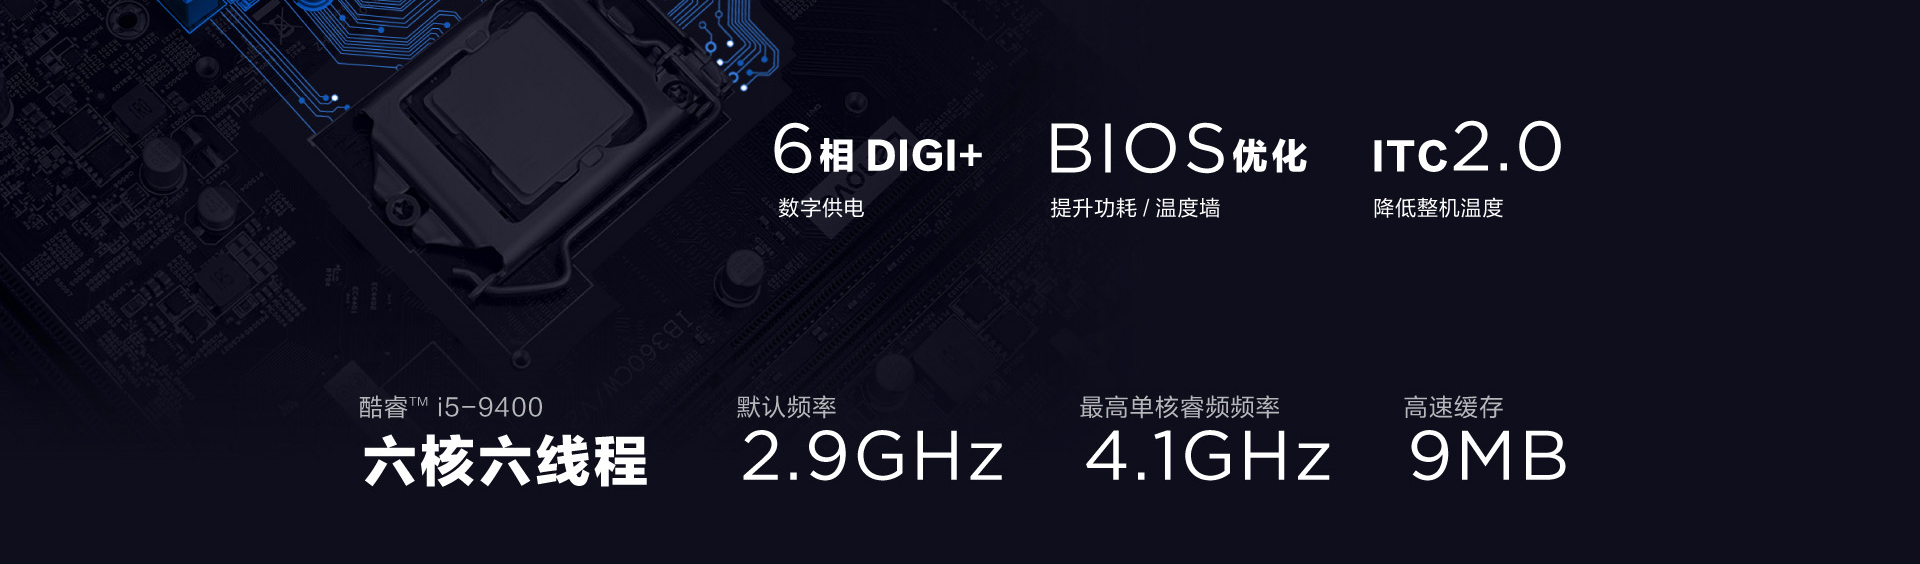 6相 DIGI+
数字供电
BIOS优化
提升功耗 / 温度墙
ITC2.0
降低整机温度
酷睿™ i5-9400
六核六线程
默认频率
2.9GHz
最高单核睿频频率
4.1GHz
高速缓存
9MB